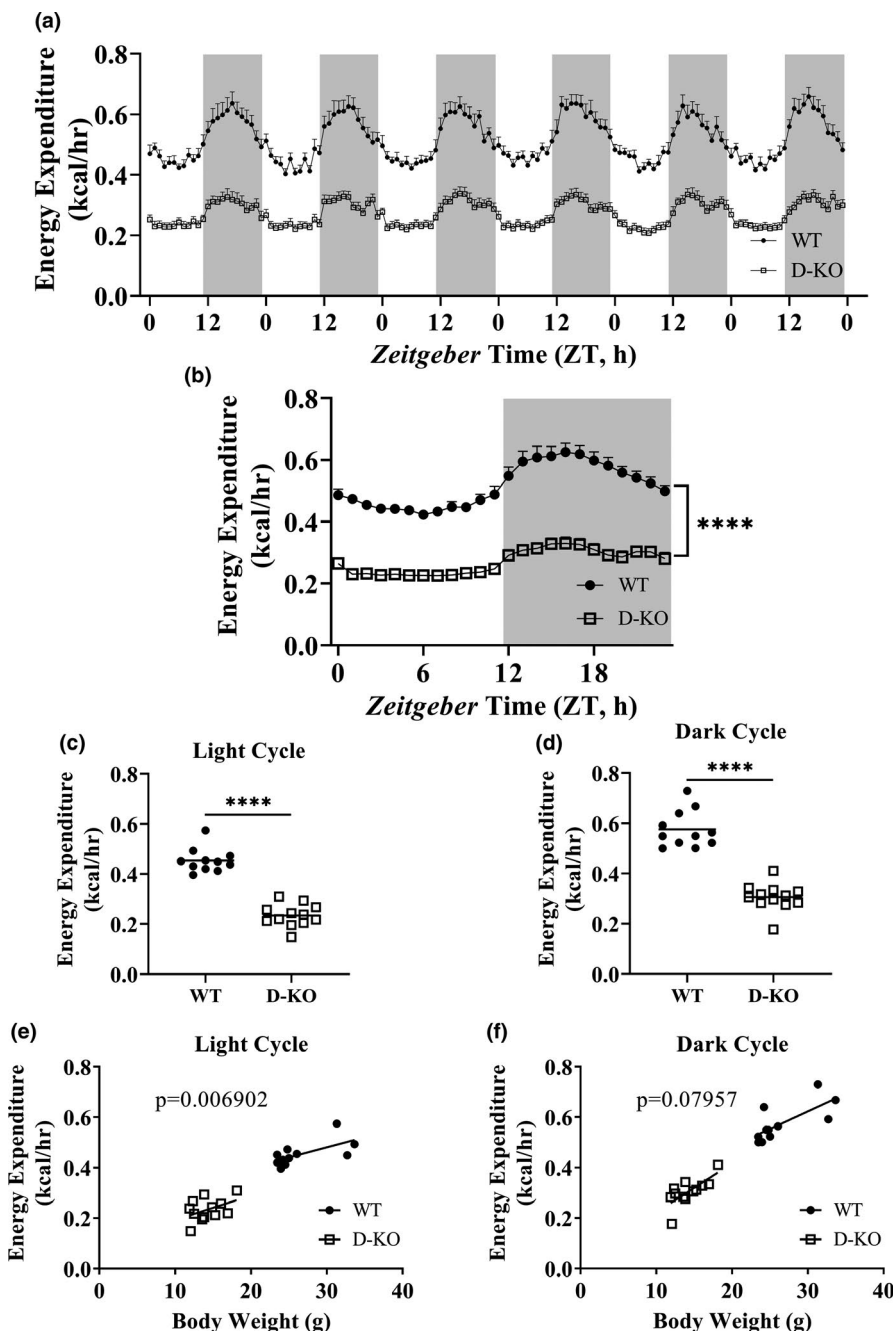 (a)
Energy Expenditure
(kcal/hr)
0.8
0.6
0.4
0.2
0.0
WT
D-KO
0 12 0 12 0 12 0 12 0 12 0 12 0
Zeitgeber Time (ZT, h)
(b)
Energy Expenditure
(kcal/hr)
0.8
0.6
0.4
0.2
0.0
****
WT
D-KO
0 6 12 18
Zeitgeber Time (ZT, h)
(c)
Light Cycle
Energy Expenditure
(kcal/hr)
0.8
0.6
0.4
0.2
0.0
****
WT D-KO
(d)
Dark Cycle
Energy Expenditure
(kcal/hr)
0.8
0.6
0.4
0.2
0.0
****
WT D-KO
(e)
Light Cycle
Energy Expenditure
(kcal/hr)
0.8
0.6
0.4
0.2
0.0
p=0.006902
WT
D-KO
0 10 20 30 40
Body Weight (g)
(f)
Dark Cycle
Energy Expenditure
(kcal/hr)
0.8
0.6
0.4
0.2
0.0
p=0.07957
WT
D-KO
0 10 20 30 40
Body Weight (g)